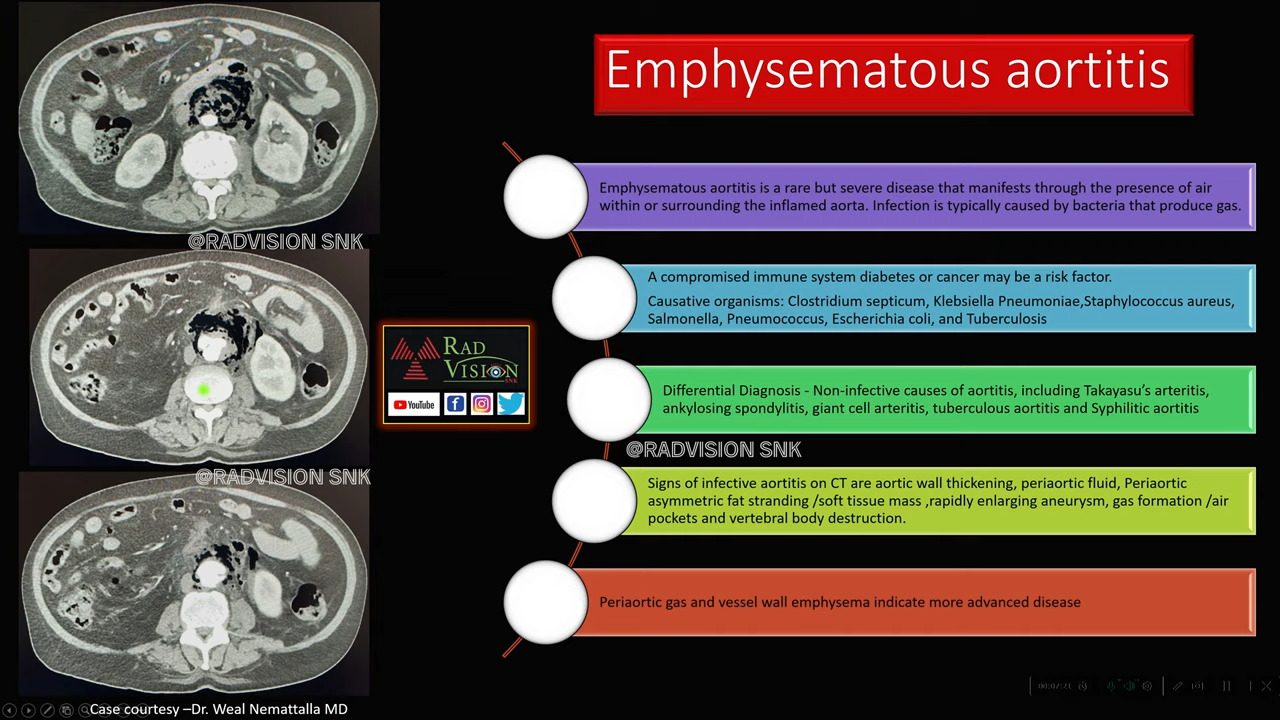 Emphysematous aortitis
Emphysematous aortitis is a rare but severe disease that manifests through the presence of air
within or surrounding the inflamed aorta. Infection is typically caused by bacteria that produce gas.
@RADVISION SNK
A compromised immune system diabetes or cancer may be a risk factor.
Causative organisms: Clostridium septicum, Klebsiella Pneumoniae,Staphylococcus aureus,
Salmonella, Pneumococcus, Escherichia coli, and Tuberculosis
RAD
VISION
SNK
YouTube
Differential Diagnosis - Non-infective causes of aortitis, including Takayasu’s arteritis,
ankylosing spondylitis, giant cell arteritis, tuberculous aortitis and Syphilitic aortitis
@RADVISION SNK
@RADVISION SNK
Signs of infective aortitis on CT are aortic wall thickening, periaortic fluid, Periaortic
asymmetric fat stranding /soft tissue mass ,rapidly enlarging aneurysm, gas formation /air
pockets and vertebral body destruction.
Periaortic gas and vessel wall emphysema indicate more advanced disease
00:07:21
Case courtesy –Dr. Weal Nemattalla MD